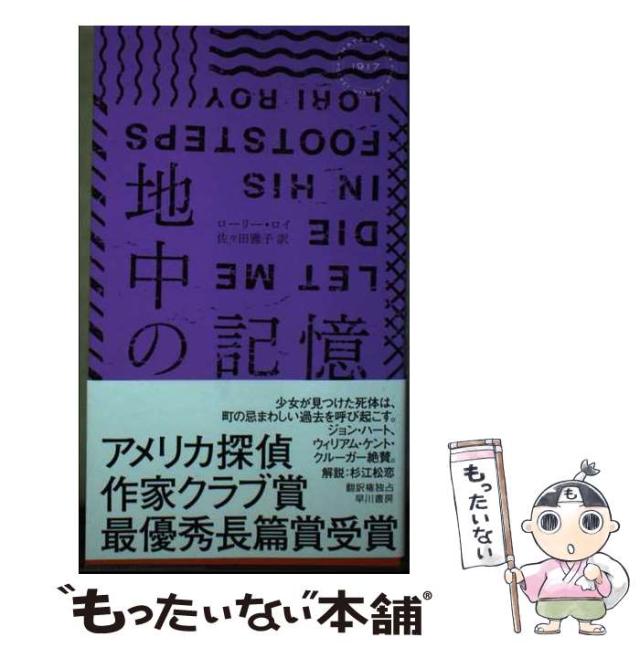 1917
LORI ROY
FOOTSTEPS
IN HIS
DIE
LET ME
地中
の記憶
ローリー・ロイ
佐々田雅子 訳
少女が見つけた死体は、
町の忌まわしい過去を呼び起こす。
ジョン・ハート、
ウィリアム・ケント・
クルーガー絶賛。
解説：杉江松恋
翻訳権独占
早川書房
アメリカ探偵
作家クラブ賞
最優秀長篇賞受賞
もったいない
も
"もったいない"本舗®